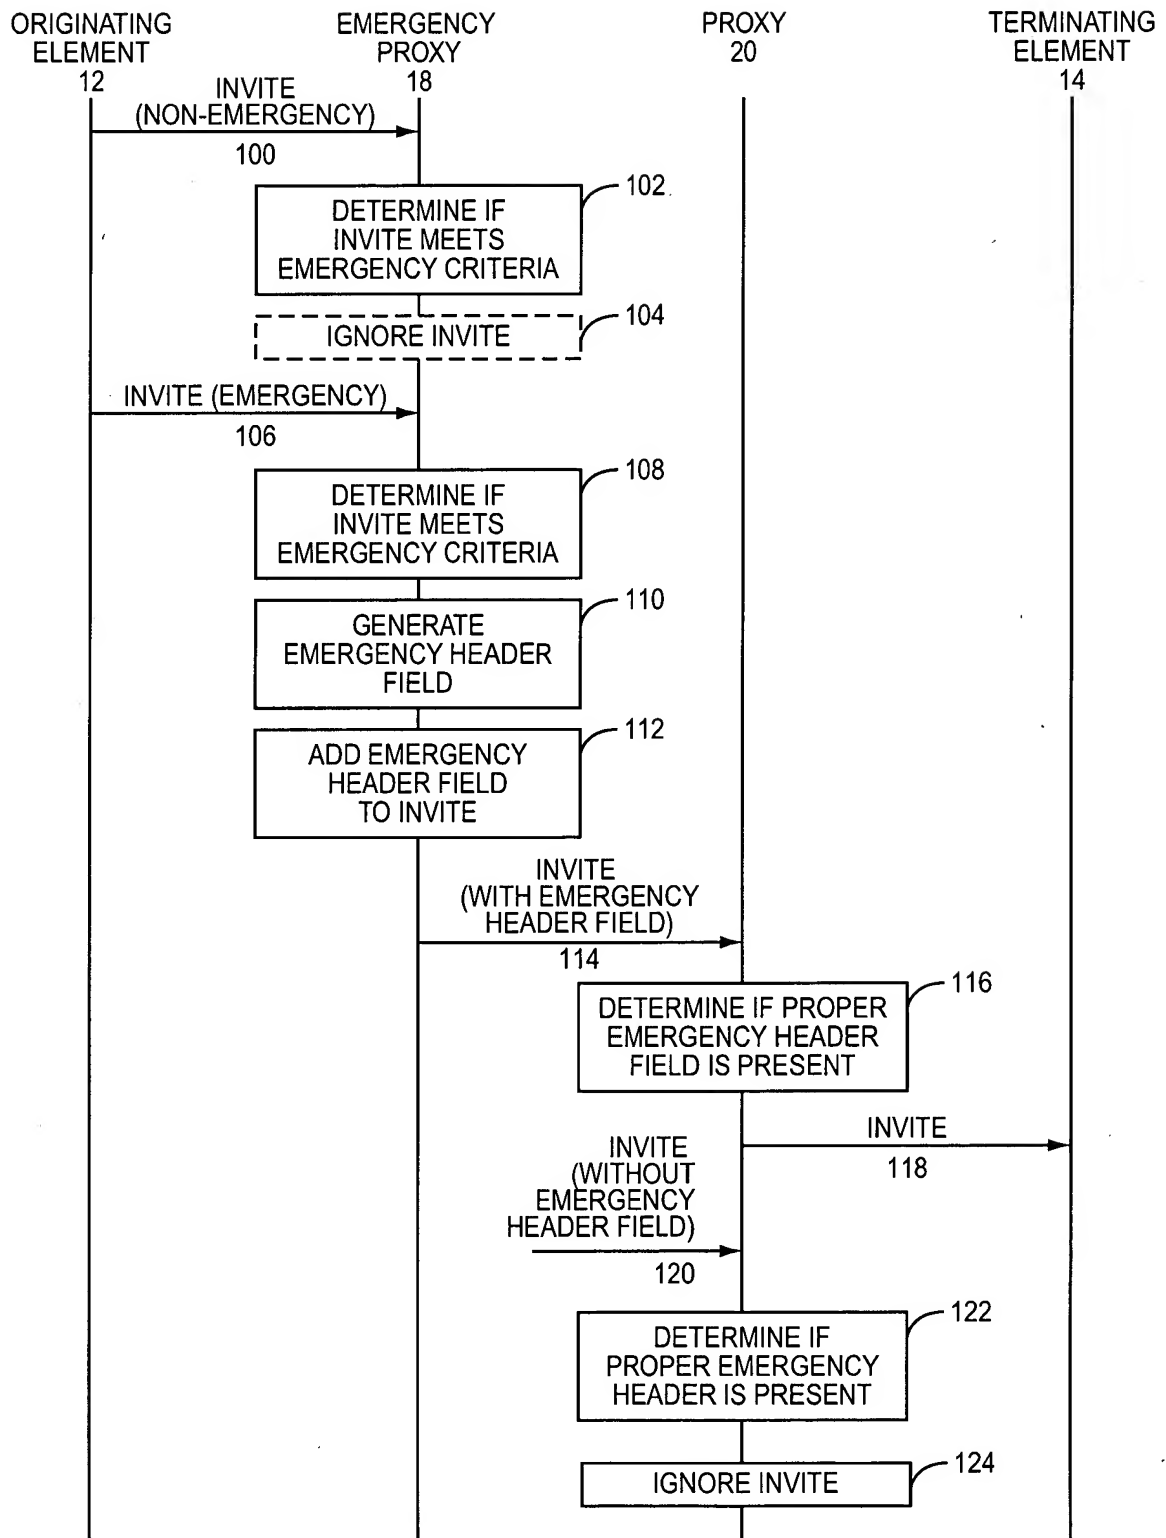 ORIGINATING
ELEMENT
12
EMERGENCY
PROXY
18
PROXY
20
TERMINATING
ELEMENT
14
INVITE
(NON-EMERGENCY)
100
102
DETERMINE IF
INVITE MEETS
EMERGENCY CRITERIA
104
IGNORE INVITE
INVITE (EMERGENCY)
106
108
DETERMINE IF
INVITE MEETS
EMERGENCY CRITERIA
110
GENERATE
EMERGENCY HEADER
FIELD
112
ADD EMERGENCY
HEADER FIELD
TO INVITE
INVITE
(WITH EMERGENCY
HEADER FIELD)
114
116
DETERMINE IF PROPER
EMERGENCY HEADER
FIELD IS PRESENT
INVITE
118
INVITE
(WITHOUT
EMERGENCY
HEADER FIELD)
120
122
DETERMINE IF
PROPER EMERGENCY
HEADER IS PRESENT
124
IGNORE INVITE